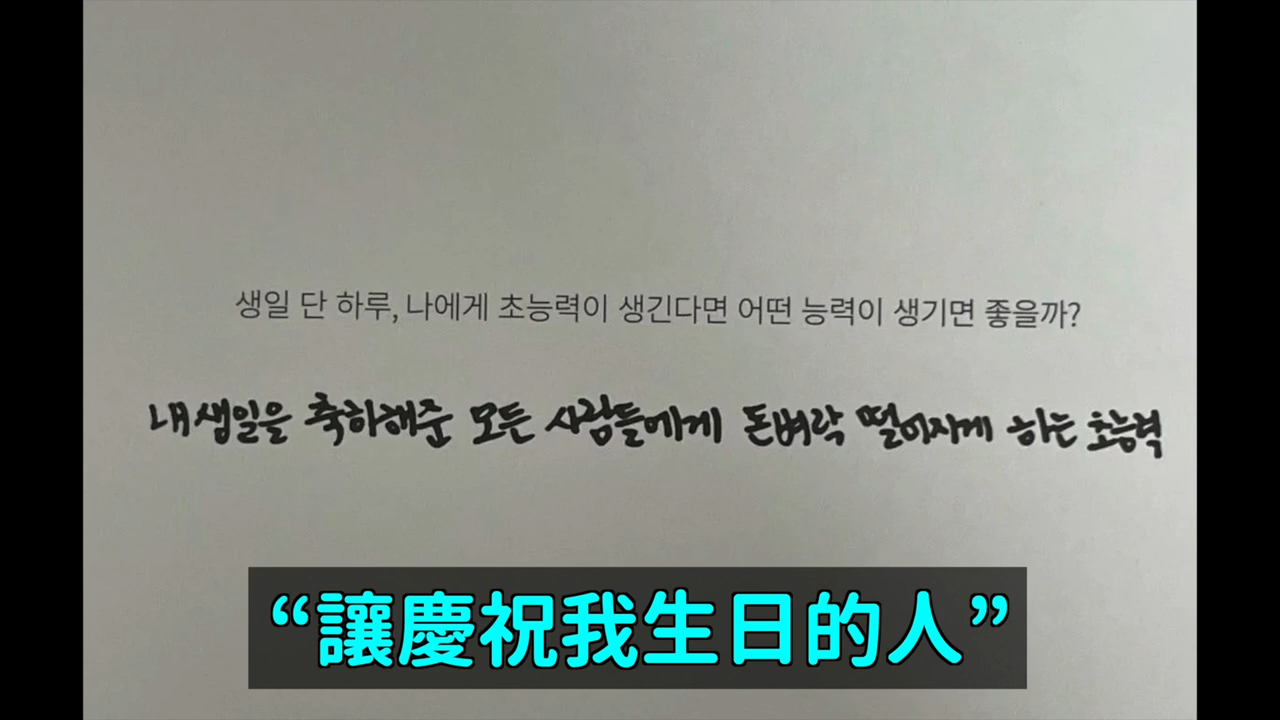 생일 단 하루, 나에게 초능력이 생긴다면 어떤 능력이 생기면 좋을까?
내 생일을 축하해준 모든 사람들에게 돈벼락 떨어지게 하는 초능력
“讓慶祝我生日的人”